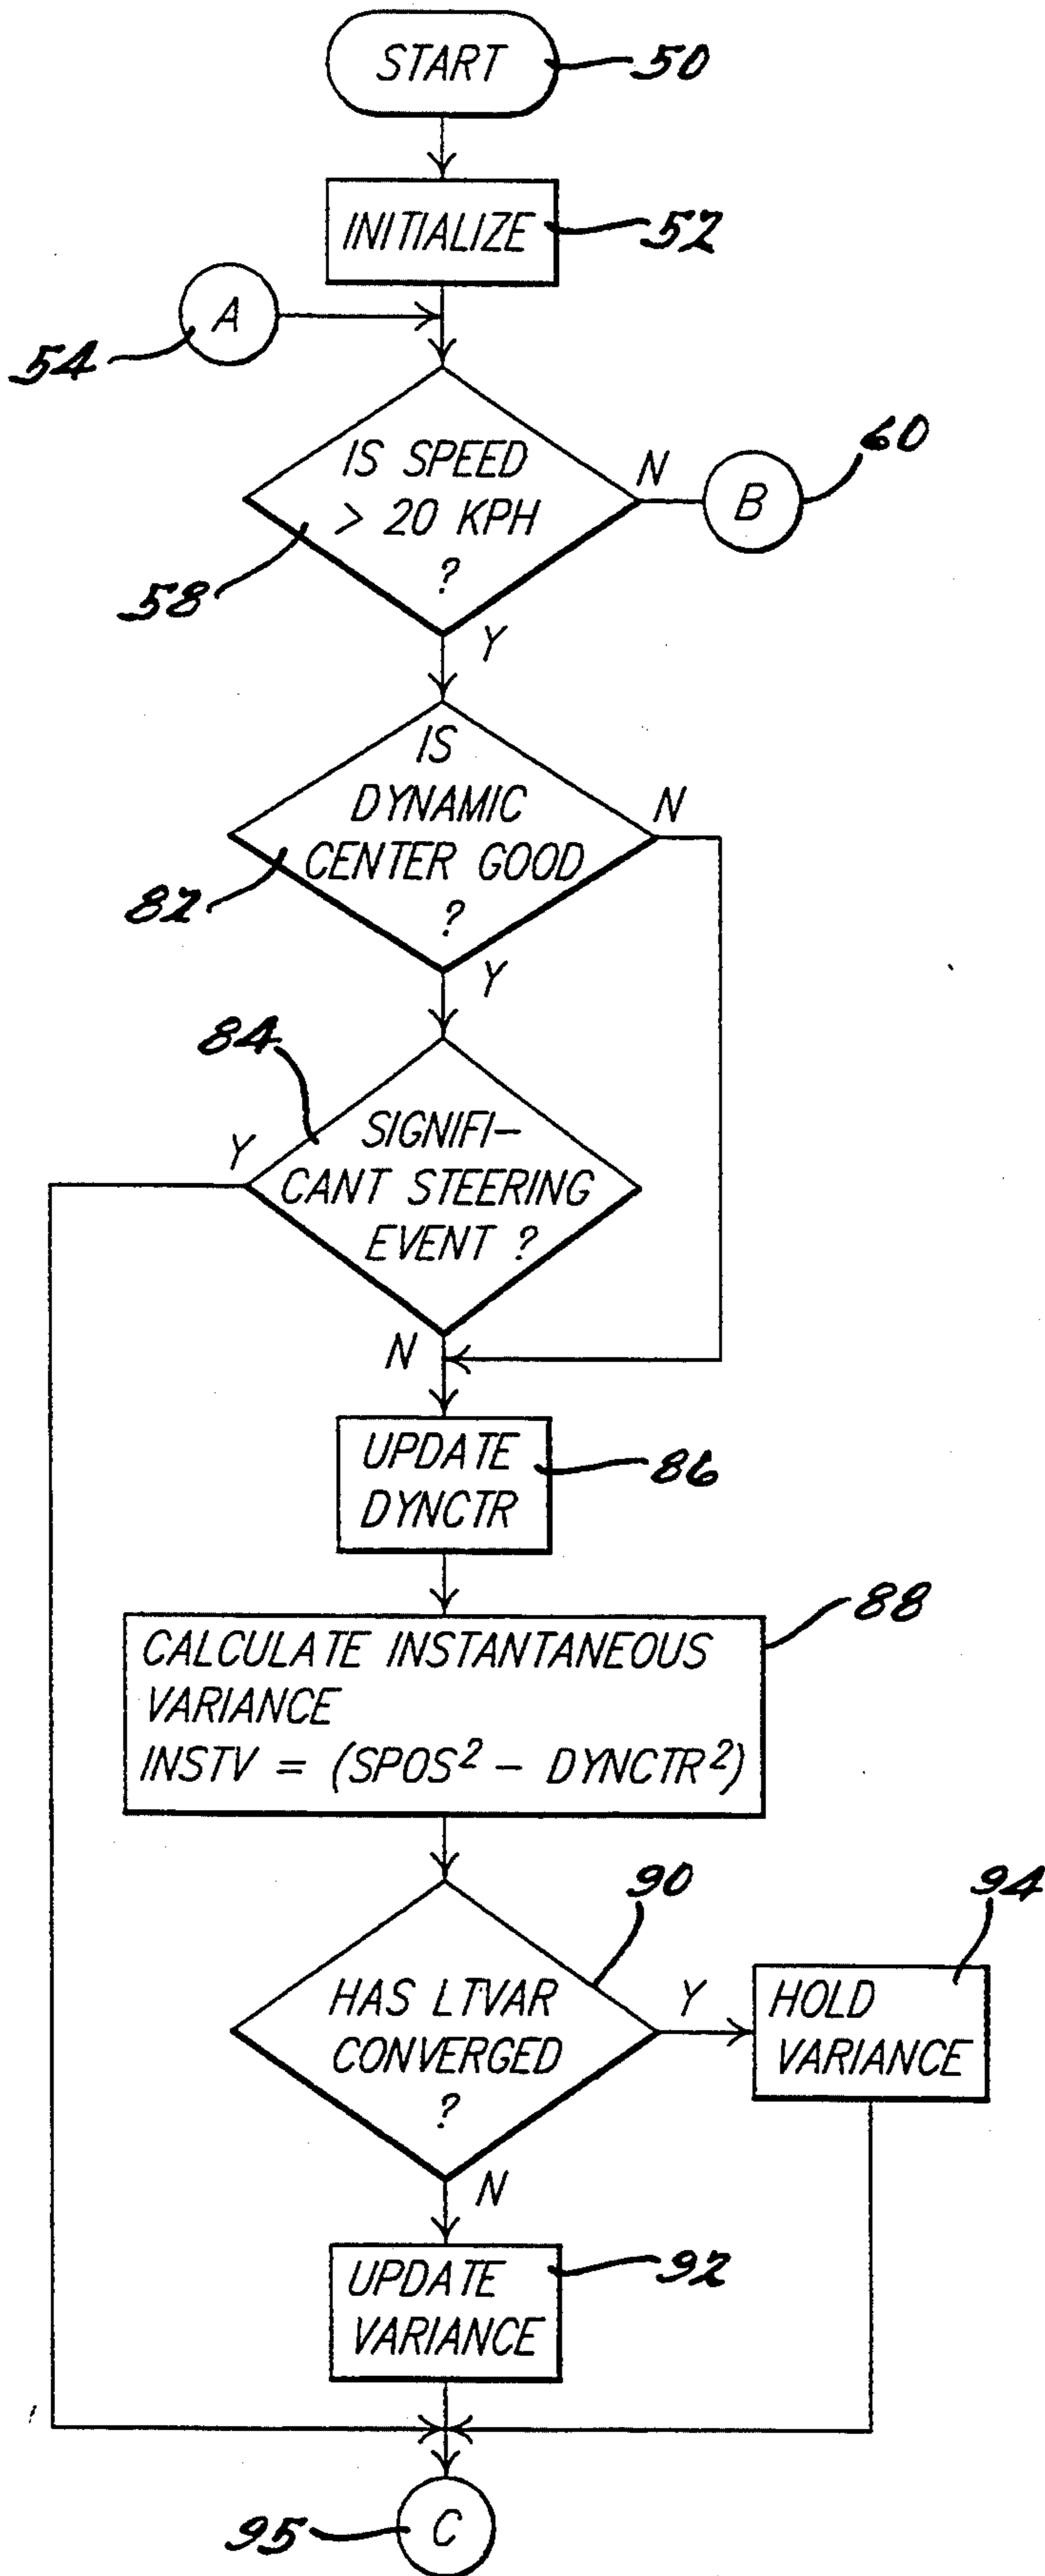 START
50
INITIALIZE
52
A
54
IS SPEED
> 20 KPH
?
N
B
60
58
Y
IS
DYNAMIC
CENTER GOOD
?
N
82
Y
84
SIGNIFI-
CANT STEERING
EVENT ?
Y
N
UPDATE
DYNCTR
86
88
CALCULATE INSTANTANEOUS
VARIANCE
INSTV = (SPOS² - DYNCTR²)
90
94
HAS LTVAR
CONVERGED
?
Y
HOLD
VARIANCE
N
UPDATE
VARIANCE
92
C
95